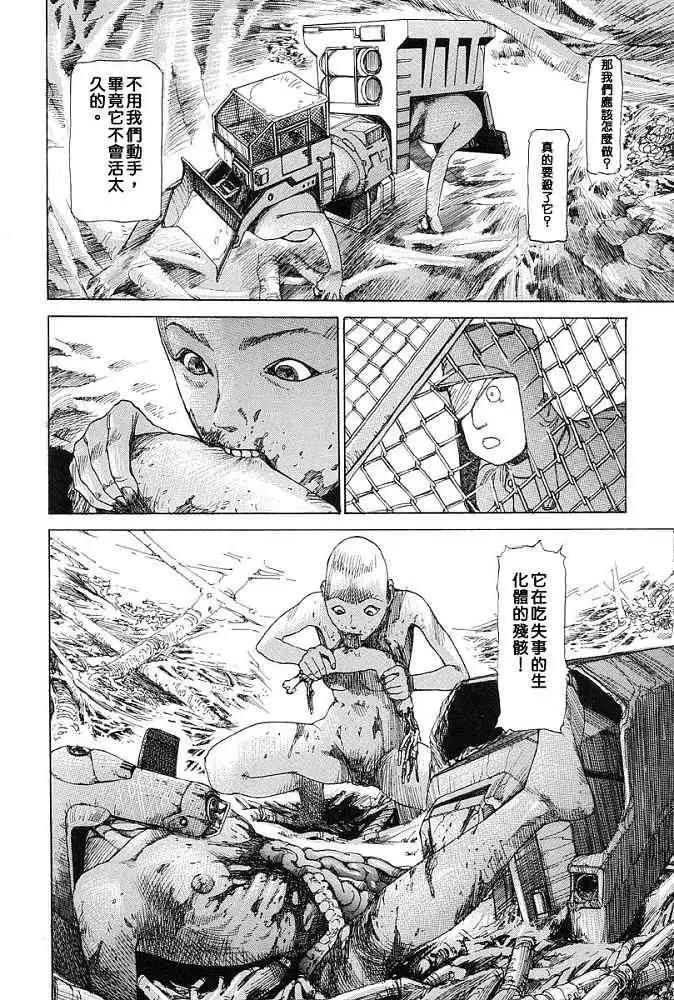 那我們應該怎麼做？
真的要殺了它？
不用我們動手，
畢竟它不會活太
久的。
它在吃失事的生
化體的殘骸！